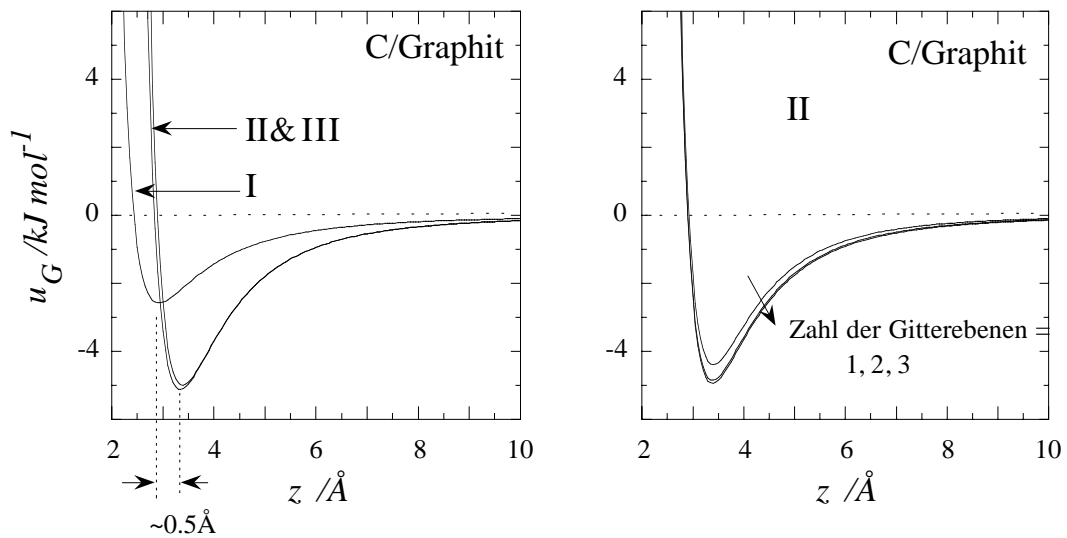 C/Graphit
4
II& III
I
0
-4
u_G /kJ mol^-1
2
4
6
8
10
z /Å
~0.5Å
C/Graphit
4
II
0
Zahl der Gitterebenen =
1, 2, 3
-4
2
4
6
8
10
z /Å